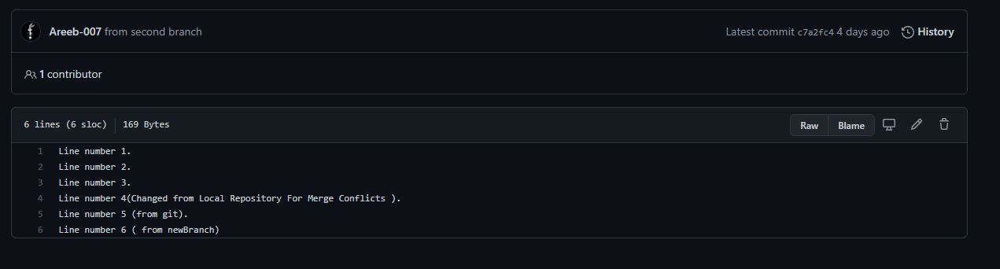 Areeb-007 from second branch
Latest commit c7a2fc4 4 days ago History
1 contributor
6 lines (6 sloc) 169 Bytes
Raw Blame
1 Line number 1.
2 Line number 2.
3 Line number 3.
4 Line number 4(Changed from Local Repository For Merge Conflicts ).
5 Line number 5 (from git).
6 Line number 6 ( from newBranch)